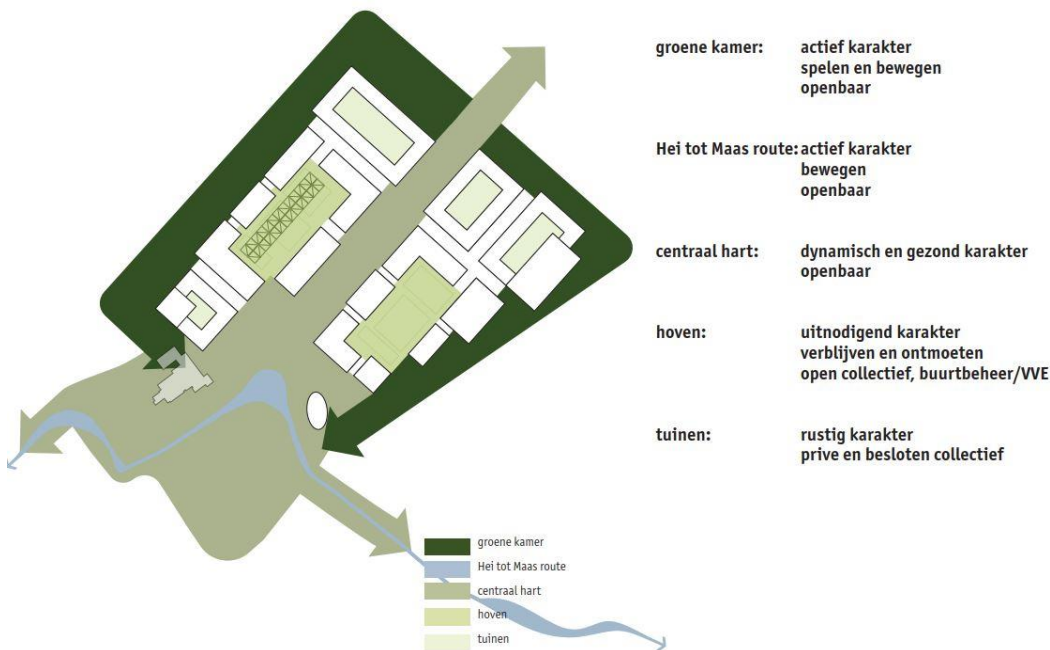 groene kamer: actief karakter
spelen en bewegen
openbaar
Hei tot Maas route: actief karakter
bewegen
openbaar
centraal hart: dynamisch en gezond karakter
openbaar
hoven: uitnodigend karakter
verblijven en ontmoeten
open collectief, buurtbeheer/VVE
tuinen: rustig karakter
prive en besloten collectief
groene kamer
Hei tot Maas route
centraal hart
hoven
tuinen